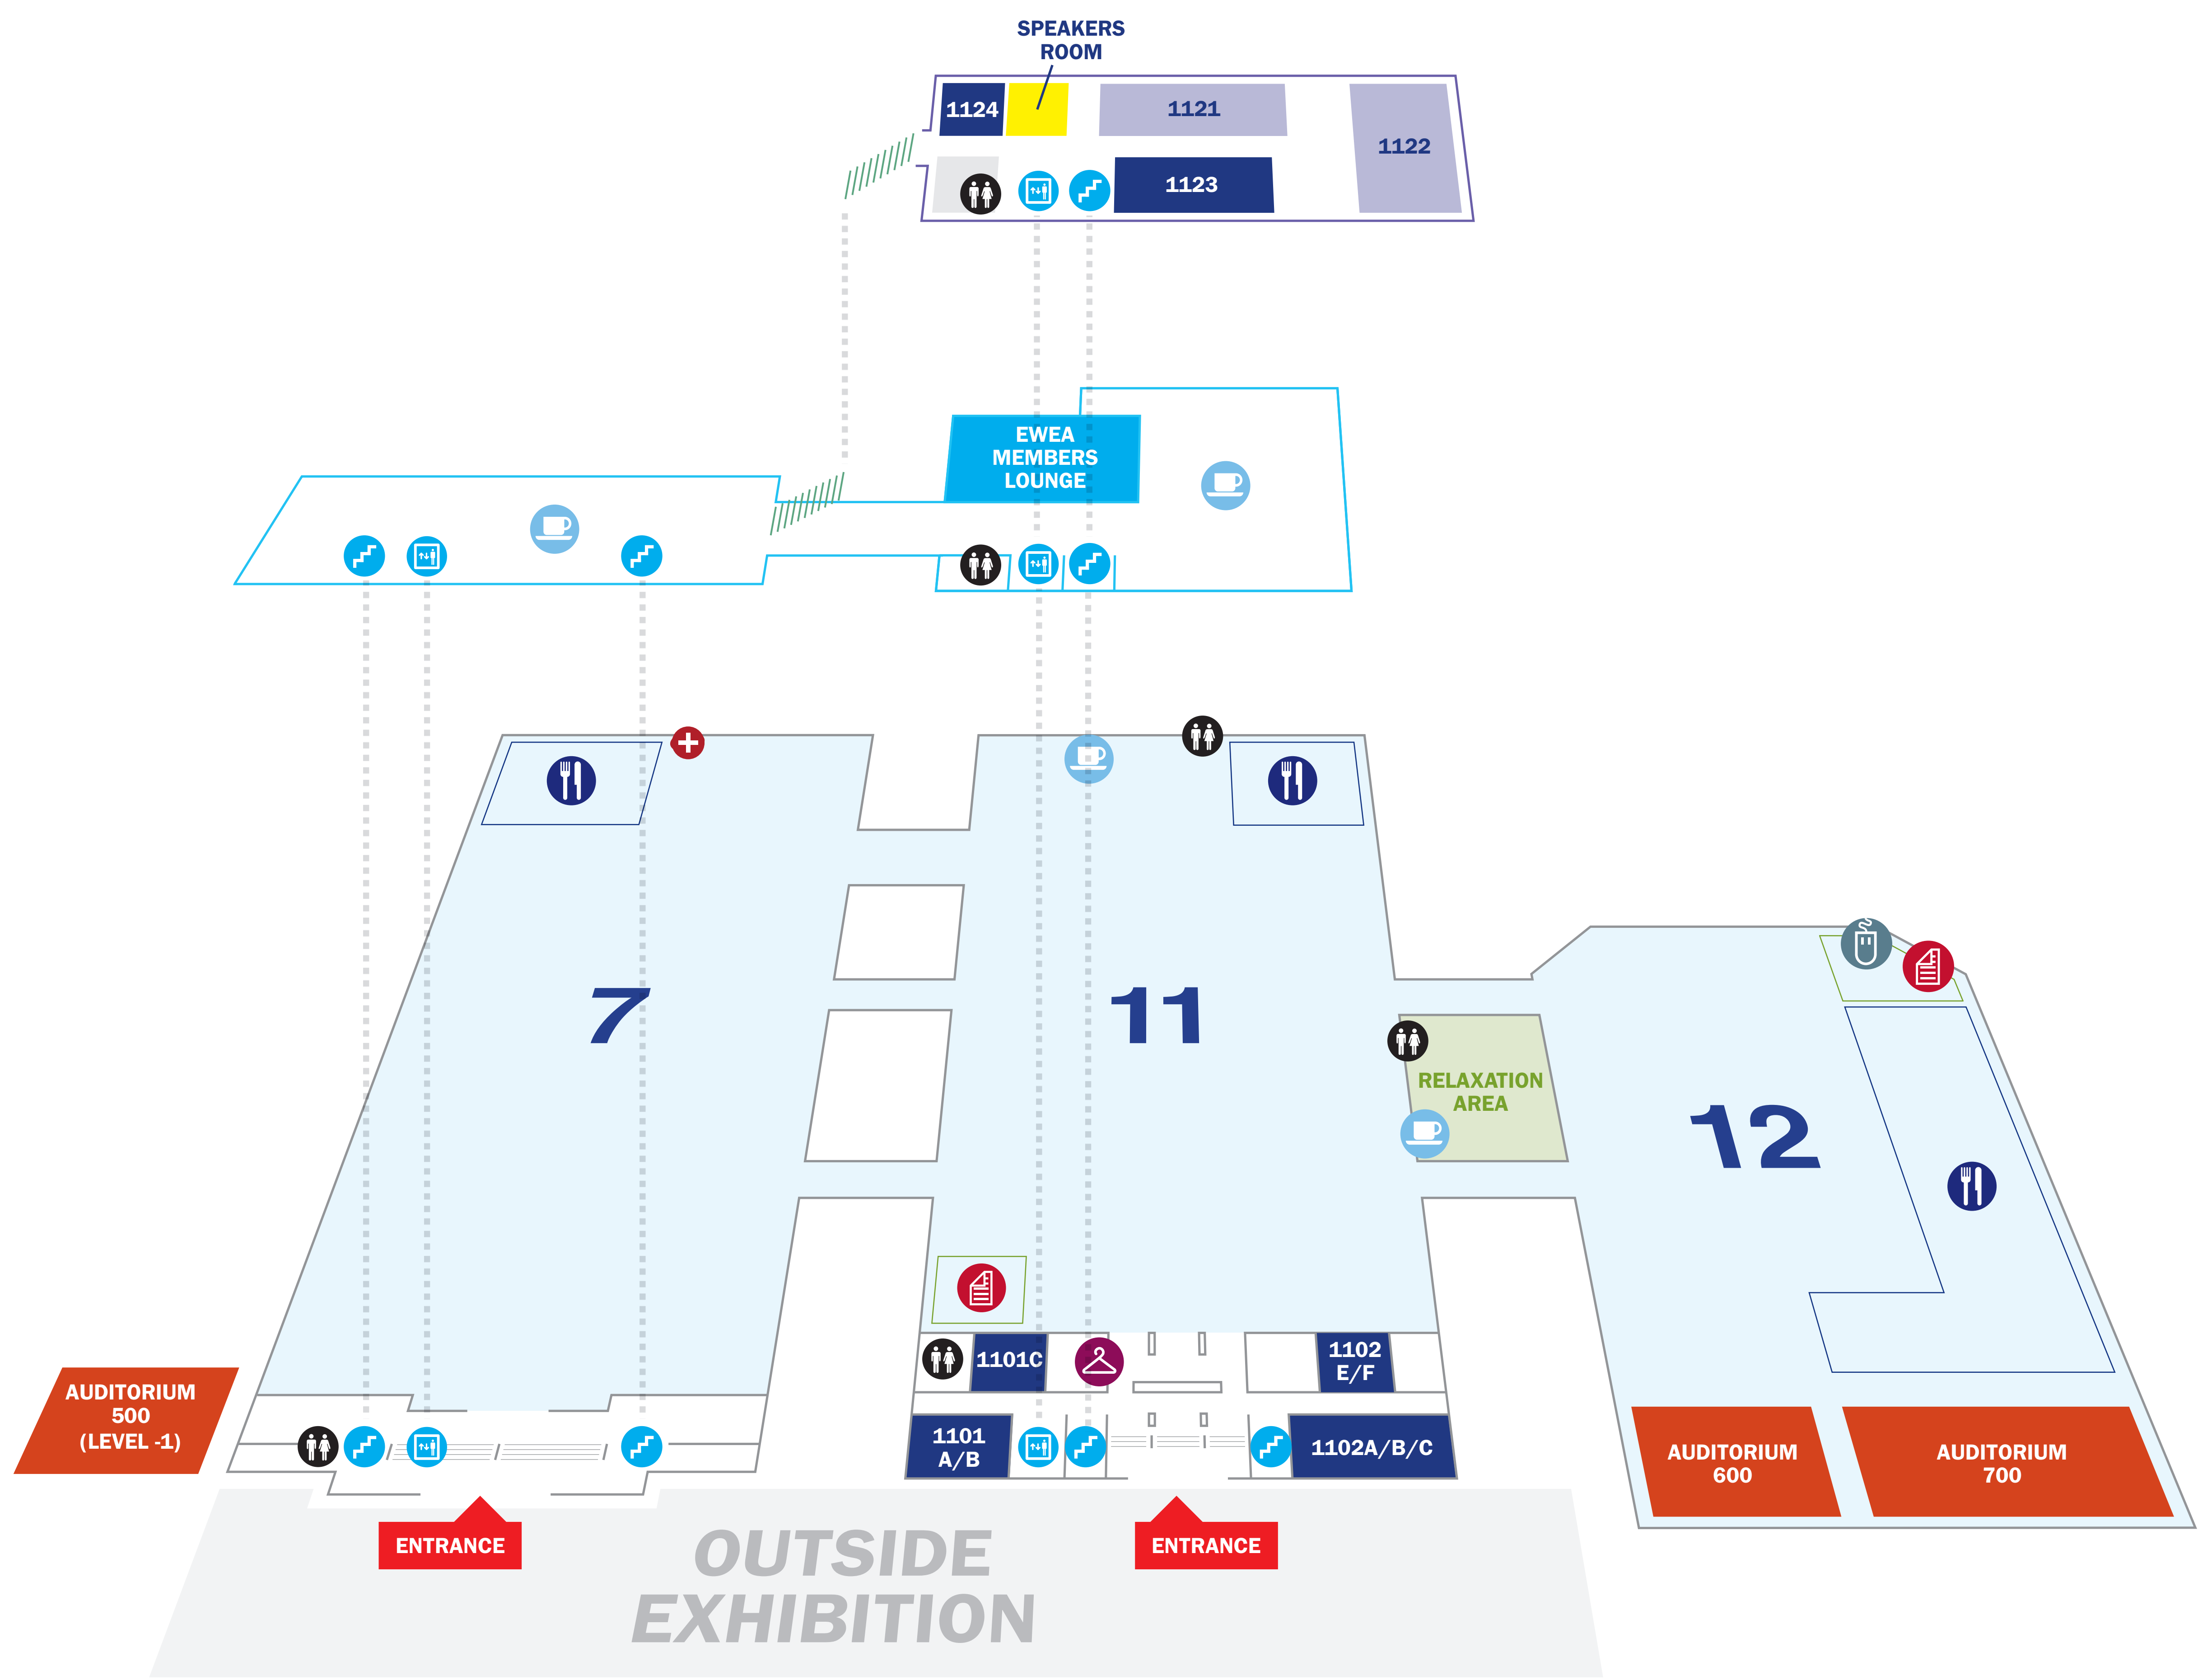 SPEAKERS
ROOM
1124
1121
1122
1123
EWEA
MEMBERS
LOUNGE
7
11
RELAXATION
AREA
12
1101C
1102
E/F
AUDITORIUM
500
(LEVEL -1)
1101
A/B
1102A/B/C
AUDITORIUM
600
AUDITORIUM
700
ENTRANCE
ENTRANCE
OUTSIDE
EXHIBITION